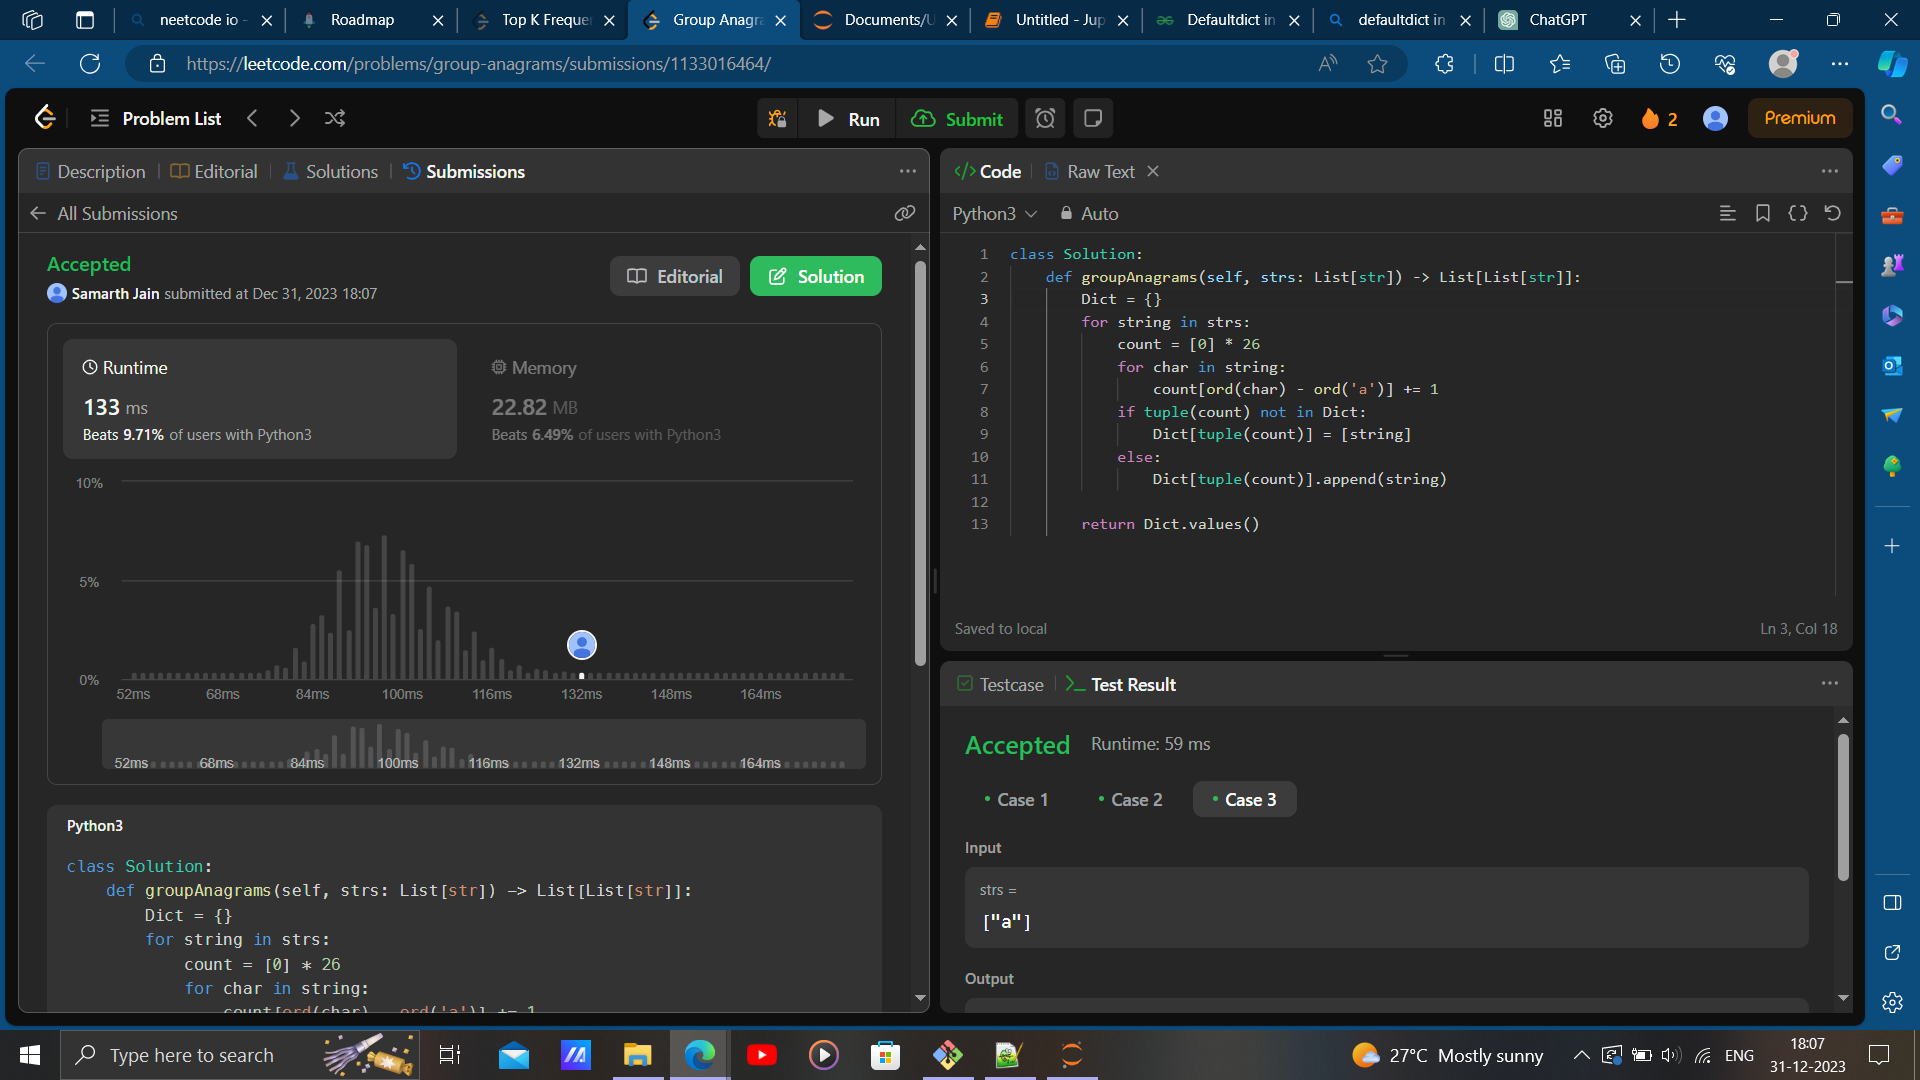 neetcode io -
Roadmap
Top K Freque
Group Anagra
Documents/U
Untitled - Jup
Defaultdict in
defaultdict in
ChatGPT
https://leetcode.com/problems/group-anagrams/submissions/1133016464/
Problem List
Run
Submit
2
Premium
Description
Editorial
Solutions
Submissions
All Submissions
Accepted
Samarth Jain submitted at Dec 31, 2023 18:07
Editorial
Solution
Runtime
133 ms
Beats 9.71% of users with Python3
Memory
22.82 MB
Beats 6.49% of users with Python3
10%
5%
0%
52ms 68ms 84ms 100ms 116ms 132ms 148ms 164ms
52ms 68ms 84ms 100ms 116ms 132ms 148ms 164ms
Python3
class Solution:
def groupAnagrams(self, strs: List[str]) -> List[List[str]]:
Dict = {}
for string in strs:
count = [0] * 26
for char in string:
count[ord(char) - ord('a')] += 1
</> Code
Raw Text
Python3
Auto
1 class Solution:
2 def groupAnagrams(self, strs: List[str]) -> List[List[str]]:
3 Dict = {}
4 for string in strs:
5 count = [0] * 26
6 for char in string:
7 count[ord(char) - ord('a')] += 1
8 if tuple(count) not in Dict:
9 Dict[tuple(count)] = [string]
10 else:
11 Dict[tuple(count)].append(string)
12
13 return Dict.values()
Saved to local
Ln 3, Col 18
Testcase
Test Result
Accepted Runtime: 59 ms
Case 1
Case 2
Case 3
Input
strs =
["a"]
Output
Type here to search
27°C Mostly sunny
ENG
18:07
31-12-2023